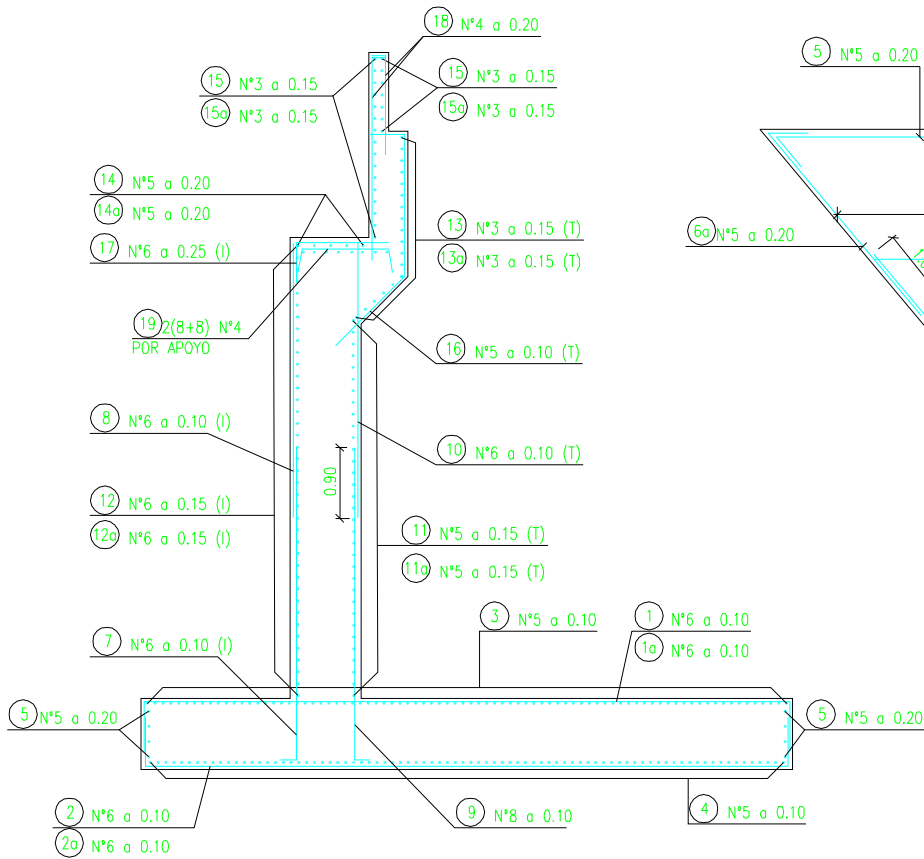 18 N°4 a 0.20
15 N°3 a 0.15
15a N°3 a 0.15
15 N°3 a 0.15
15a N°3 a 0.15
5 N°5 a 0.20
14 N°5 a 0.20
14a N°5 a 0.20
17 N°6 a 0.25 (I)
13 N°3 a 0.15 (T)
13a N°3 a 0.15 (T)
6a N°5 a 0.20
19 2(8+8) N°4
POR APOYO
16 N°5 a 0.10 (T)
8 N°6 a 0.10 (I)
10 N°6 a 0.10 (T)
0.90
12 N°6 a 0.15 (I)
12a N°6 a 0.15 (I)
11 N°5 a 0.15 (T)
11a N°5 a 0.15 (T)
3 N°5 a 0.10
1 N°6 a 0.10
1a N°6 a 0.10
7 N°6 a 0.10 (I)
5 N°5 a 0.20
5 N°5 a 0.20
2 N°6 a 0.10
2a N°6 a 0.10
9 N°8 a 0.10
4 N°5 a 0.10